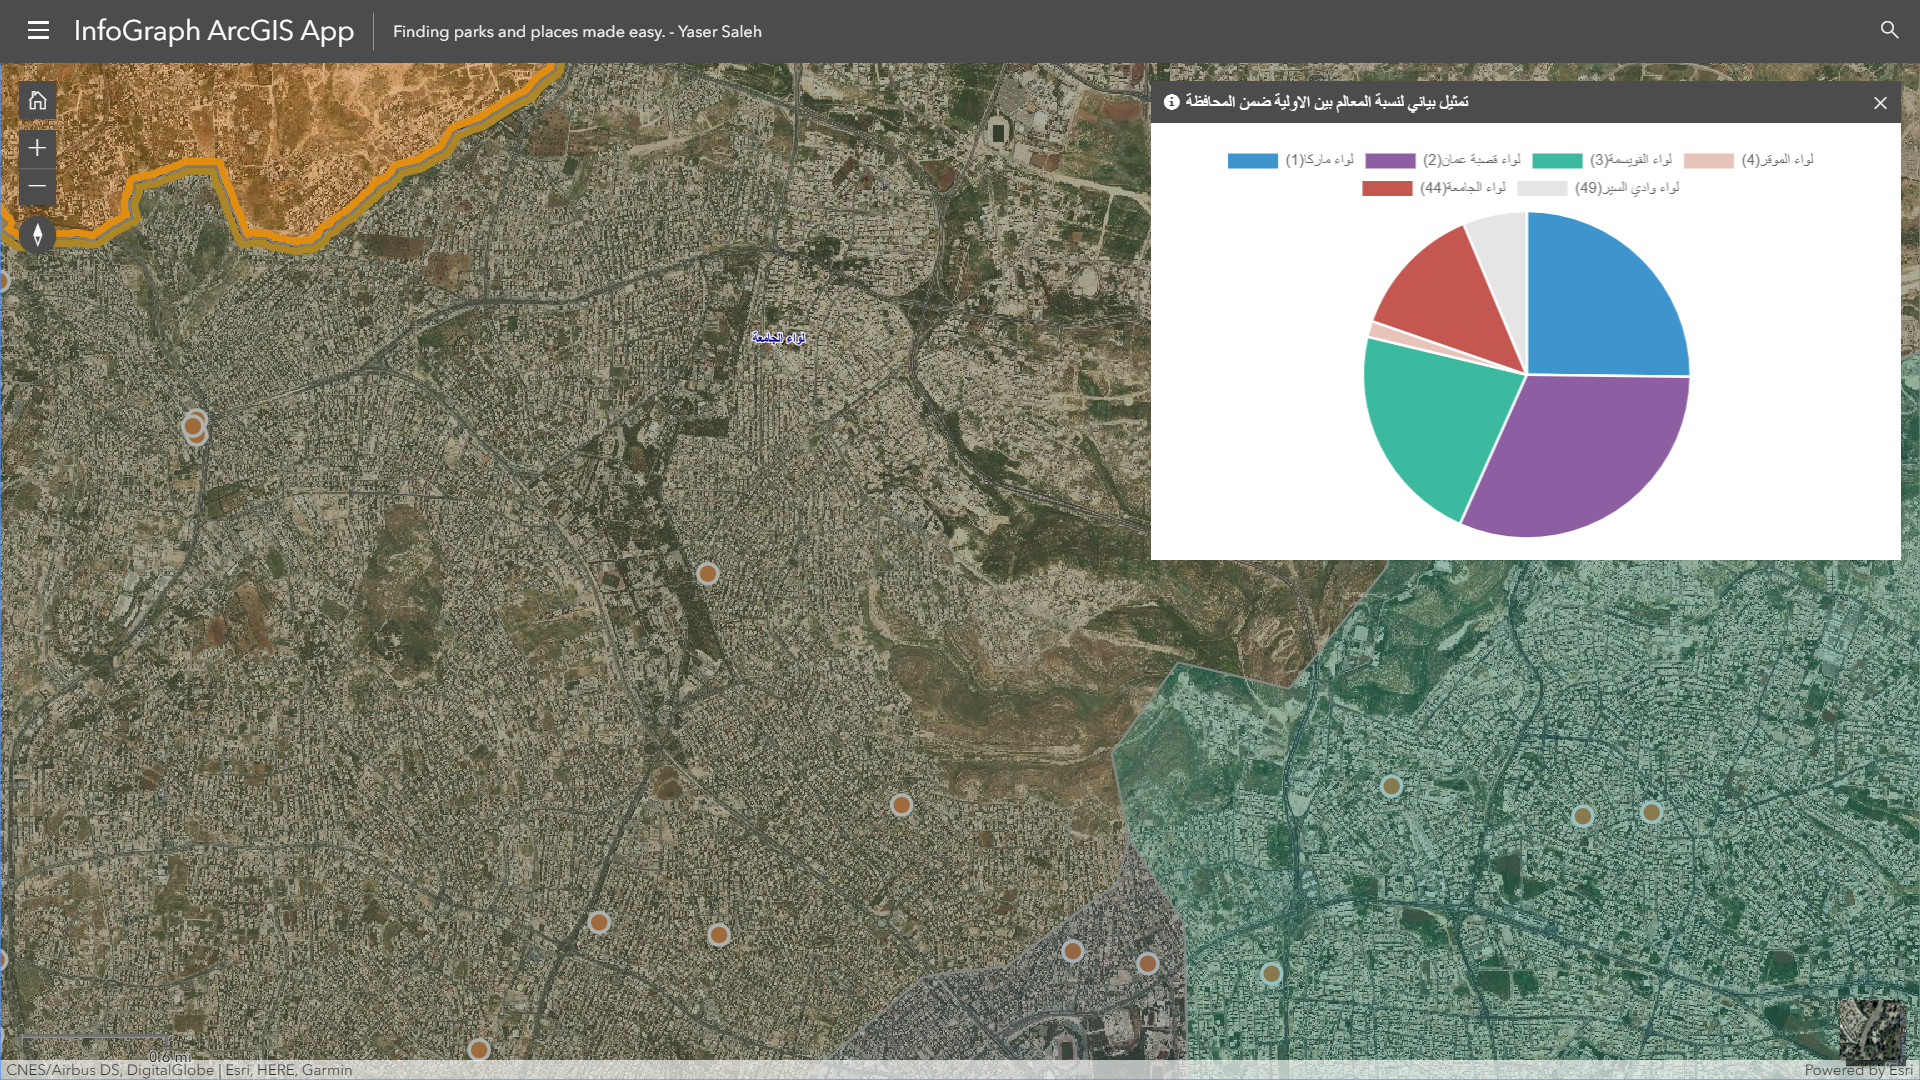 InfoGraph ArcGIS App
Finding parks and places made easy. - Yaser Saleh
تمثيل بياني لنسبة المعالم بين الاولية ضمن المحافظة
لواء ماركا(1) لواء قصبة عمان(2) لواء القويسمة(3) لواء الموقر(4)
لواء الجامعة(44) لواء وادي السير(49)
لواء الجامعة
0.6 mi
CNES/Airbus DS, DigitalGlobe | Esri, HERE, Garmin
Powered by Esri